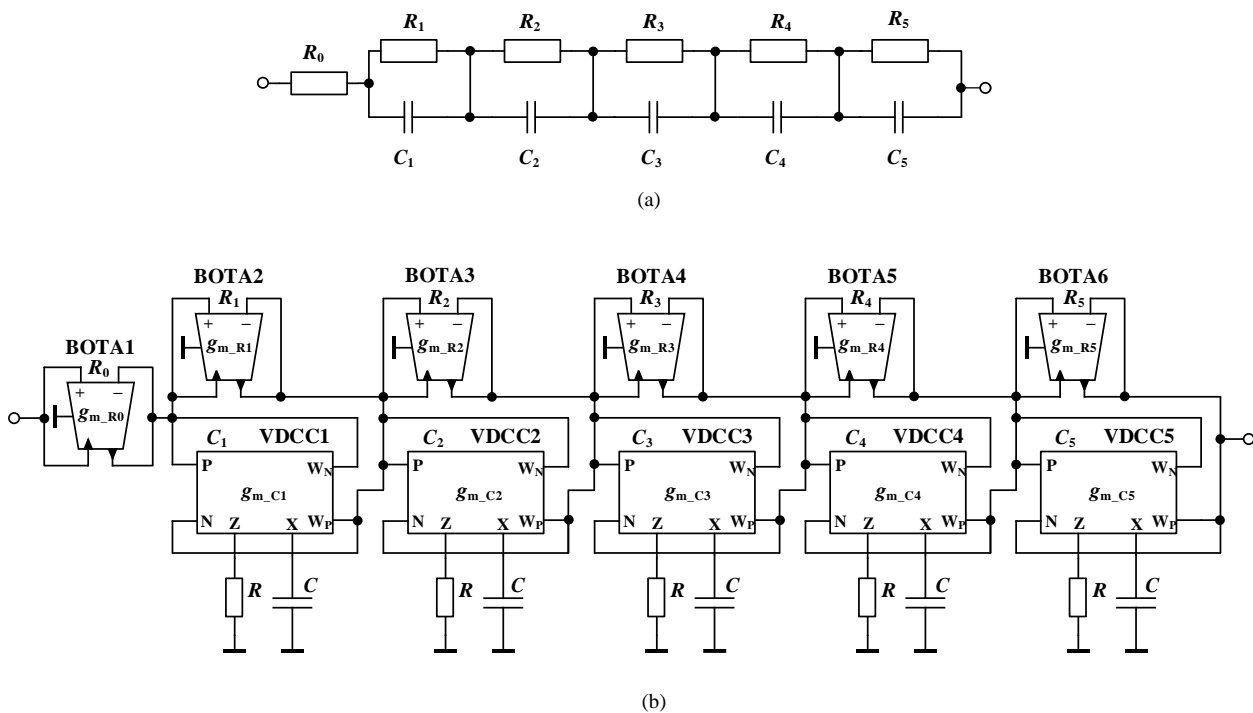 R1 R2 R3 R4 R5
R0
C1 C2 C3 C4 C5
(a)
BOTA2 BOTA3 BOTA4 BOTA5 BOTA6
R1 R2 R3 R4 R5
+ − + − + − + − + −
BOTA1
gm_R1 gm_R2 gm_R3 gm_R4 gm_R5
R0
+ −
gm_R0
C1 VDCC1 C2 VDCC2 C3 VDCC3 C4 VDCC4 C5 VDCC5
P WN P WN P WN P WN P WN
gm_C1 gm_C2 gm_C3 gm_C4 gm_C5
N Z X WP N Z X WP N Z X WP N Z X WP N Z X WP
R C R C R C R C R C
(b)